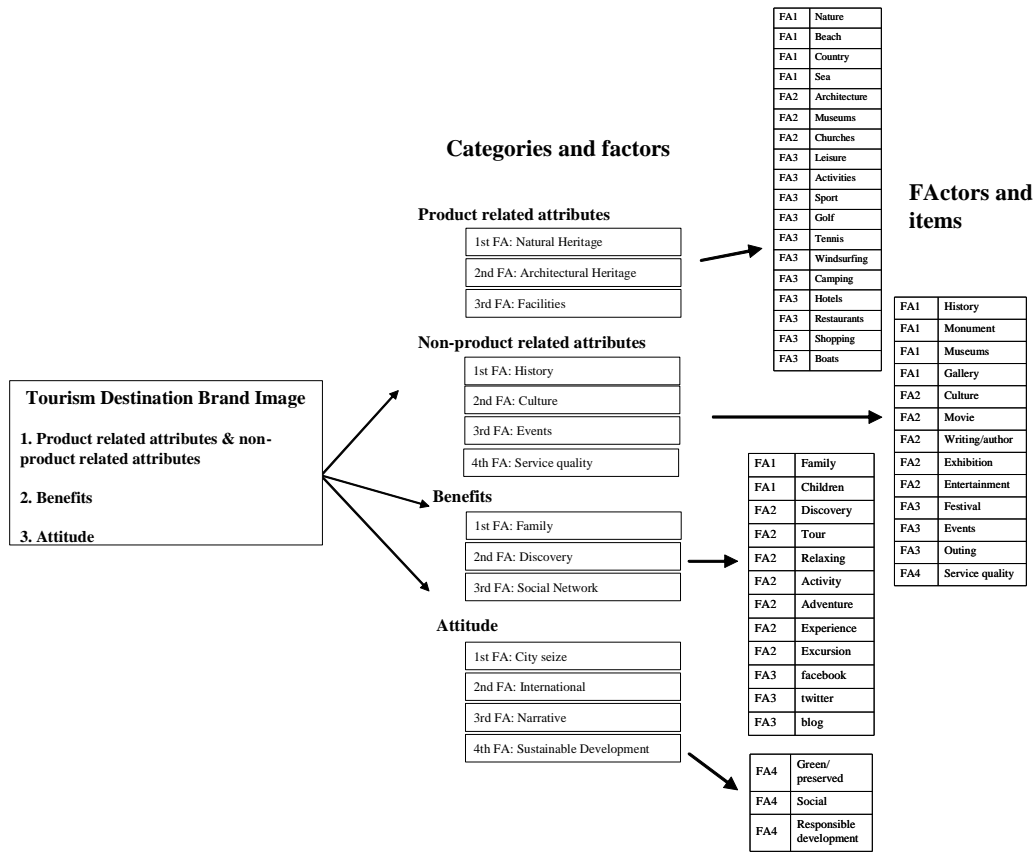 Tourism Destination Brand Image
1. Product related attributes & non-
product related attributes
2. Benefits
3. Attitude
Categories and factors
Product related attributes
1st FA: Natural Heritage
2nd FA: Architectural Heritage
3rd FA: Facilities
Non-product related attributes
1st FA: History
2nd FA: Culture
3rd FA: Events
4th FA: Service quality
Benefits
1st FA: Family
2nd FA: Discovery
3rd FA: Social Network
Attitude
1st FA: City seize
2nd FA: International
3rd FA: Narrative
4th FA: Sustainable Development
FActors and
items
FA1 Nature
FA1 Beach
FA1 Country
FA1 Sea
FA2 Architecture
FA2 Museums
FA2 Churches
FA3 Leisure
FA3 Activities
FA3 Sport
FA3 Golf
FA3 Tennis
FA3 Windsurfing
FA3 Camping
FA3 Hotels
FA3 Restaurants
FA3 Shopping
FA3 Boats
FA1 History
FA1 Monument
FA1 Museums
FA1 Gallery
FA2 Culture
FA2 Movie
FA2 Writing/author
FA2 Exhibition
FA2 Entertainment
FA3 Festival
FA3 Events
FA3 Outing
FA4 Service quality
FA1 Family
FA1 Children
FA2 Discovery
FA2 Tour
FA2 Relaxing
FA2 Activity
FA2 Adventure
FA2 Experience
FA2 Excursion
FA3 facebook
FA3 twitter
FA3 blog
FA4 Green/
preserved
FA4 Social
FA4 Responsible
development